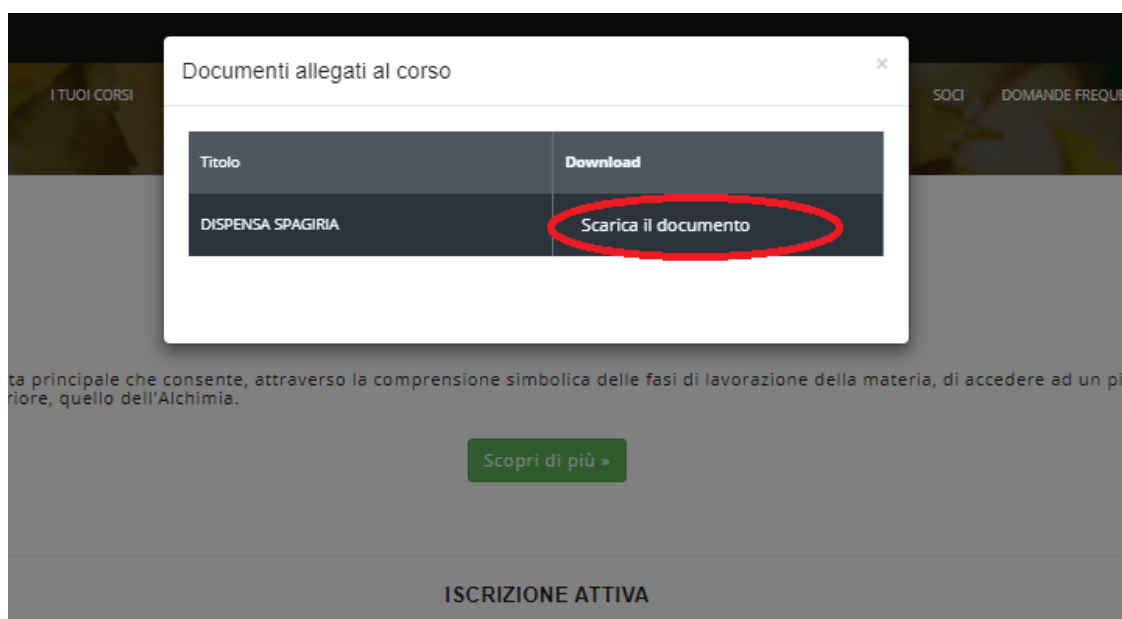 Documenti allegati al corso ×
I TUOI CORSI SOCI DOMANDE FREQUE
Titolo Download
DISPENSA SPAGIRIA Scarica il documento
ta principale che consente, attraverso la comprensione simbolica delle fasi di lavorazione della materia, di accedere ad un pi
riore, quello dell'Alchimia.
Scopri di più »
ISCRIZIONE ATTIVA